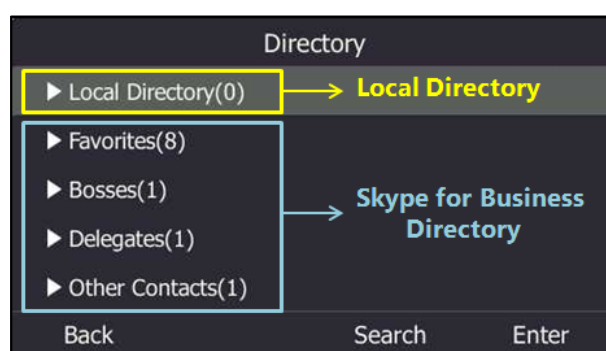 Directory
Local Directory(0)
Local Directory
Favorites(8)
Bosses(1)
Delegates(1)
Other Contacts(1)
Skype for Business
Directory
Back Search Enter